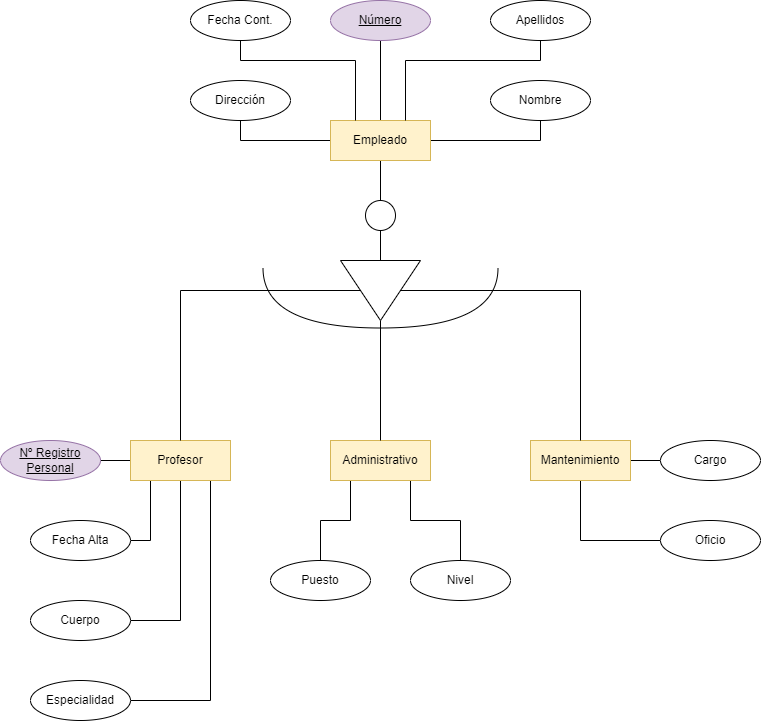 Fecha Cont.
Número
Apellidos
Dirección
Nombre
Empleado
Nº Registro
Personal
Profesor
Administrativo
Mantenimiento
Cargo
Fecha Alta
Oficio
Puesto
Nivel
Cuerpo
Especialidad